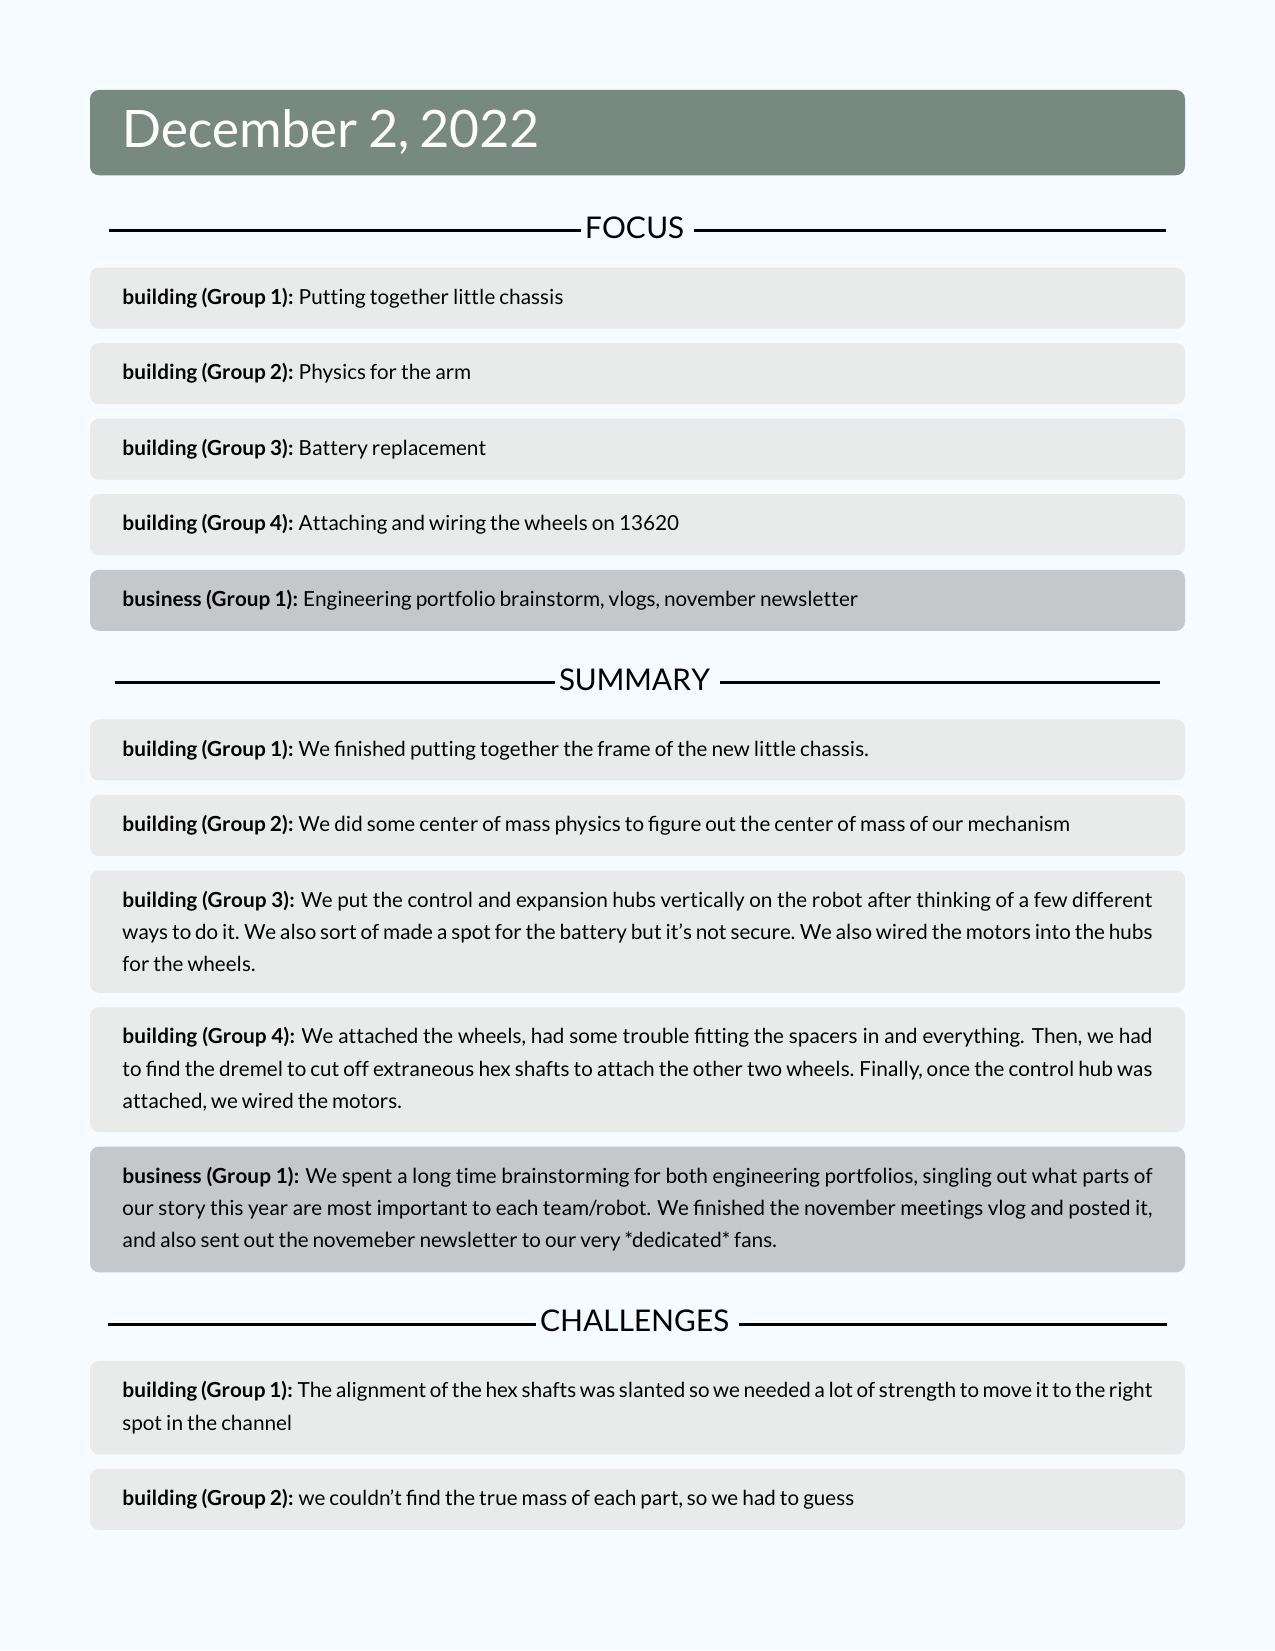 December 2, 2022
FOCUS
building (Group 1): Putting together little chassis
building (Group 2): Physics for the arm
building (Group 3): Battery replacement
building (Group 4): Attaching and wiring the wheels on 13620
business (Group 1): Engineering portfolio brainstorm, vlogs, november newsletter
SUMMARY
building (Group 1): We finished putting together the frame of the new little chassis.
building (Group 2): We did some center of mass physics to figure out the center of mass of our mechanism
building (Group 3): We put the control and expansion hubs vertically on the robot after thinking of a few different
ways to do it. We also sort of made a spot for the battery but it’s not secure. We also wired the motors into the hubs
for the wheels.
building (Group 4): We attached the wheels, had some trouble fitting the spacers in and everything. Then, we had
to find the dremel to cut off extraneous hex shafts to attach the other two wheels. Finally, once the control hub was
attached, we wired the motors.
business (Group 1): We spent a long time brainstorming for both engineering portfolios, singling out what parts of
our story this year are most important to each team/robot. We finished the november meetings vlog and posted it,
and also sent out the novemeber newsletter to our very *dedicated* fans.
CHALLENGES
building (Group 1): The alignment of the hex shafts was slanted so we needed a lot of strength to move it to the right
spot in the channel
building (Group 2): we couldn’t find the true mass of each part, so we had to guess